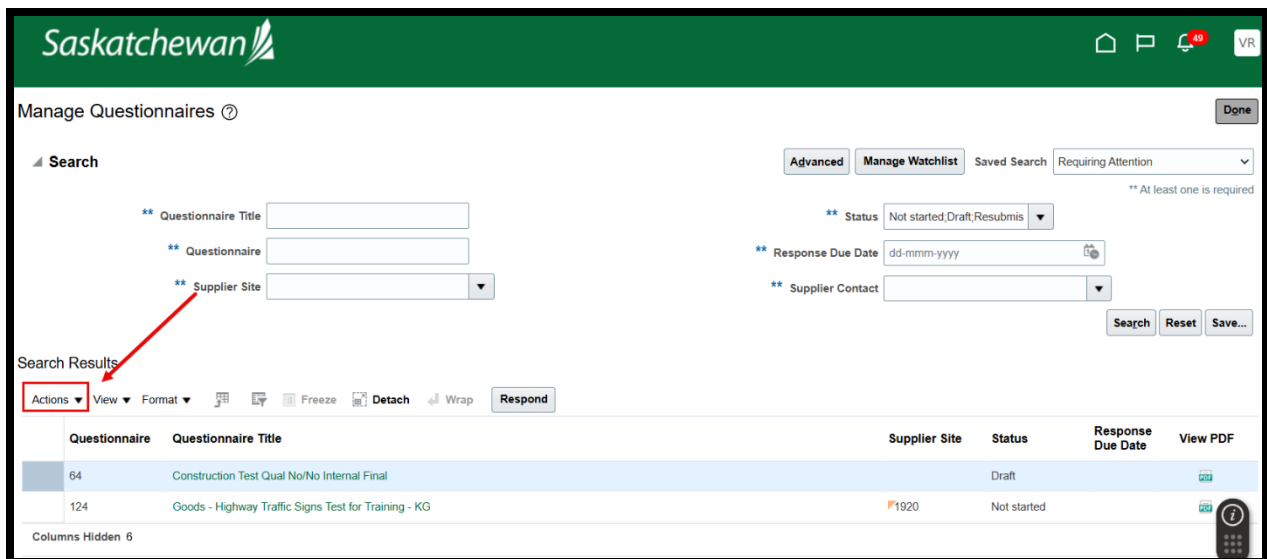 Saskatchewan
49
VR
Manage Questionnaires ?
Done
Search
Advanced Manage Watchlist Saved Search Requiring Attention
** At least one is required
** Questionnaire Title
** Status Not started;Draft;Resubmis
** Questionnaire
** Response Due Date dd-mmm-yyyy
** Supplier Site
** Supplier Contact
Search Reset Save...
Search Results
Actions View Format Freeze Detach Wrap Respond
Questionnaire Questionnaire Title Supplier Site Status Response Due Date View PDF
64 Construction Test Qual No/No Internal Final Draft PDF
124 Goods - Highway Traffic Signs Test for Training - KG 1920 Not started PDF
Columns Hidden 6